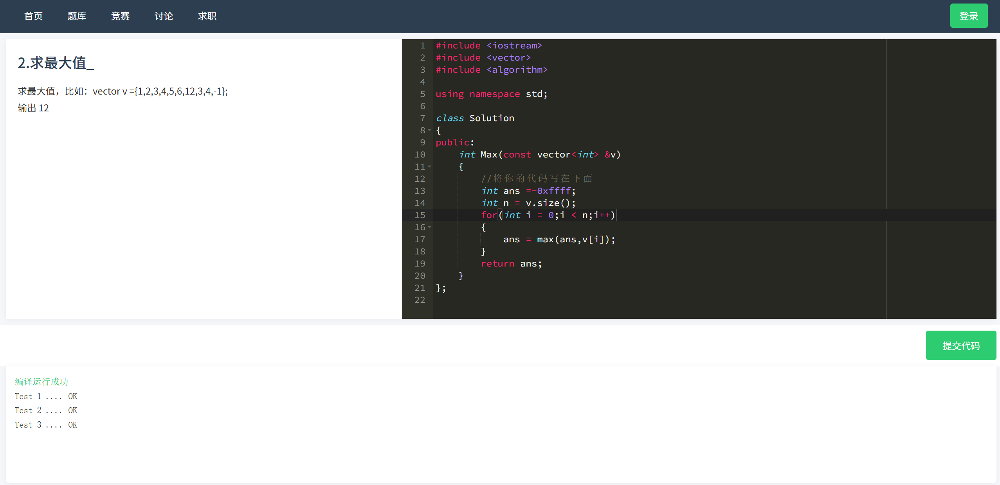 首页 题库 竞赛 讨论 求职 登录
2.求最大值_
求最大值，比如：vector v ={1,2,3,4,5,6,12,3,4,-1};
输出 12
1 #include <iostream>
2 #include <vector>
3 #include <algorithm>
4
5 using namespace std;
6
7 class Solution
8 {
9 public:
10     int Max(const vector<int> &v)
11     {
12         //将你的代码写在下面
13         int ans =-0xffff;
14         int n = v.size();
15         for(int i = 0;i < n;i++)
16         {
17             ans = max(ans,v[i]);
18         }
19         return ans;
20     }
21 };
22
提交代码
编译运行成功
Test 1 .... OK
Test 2 .... OK
Test 3 .... OK